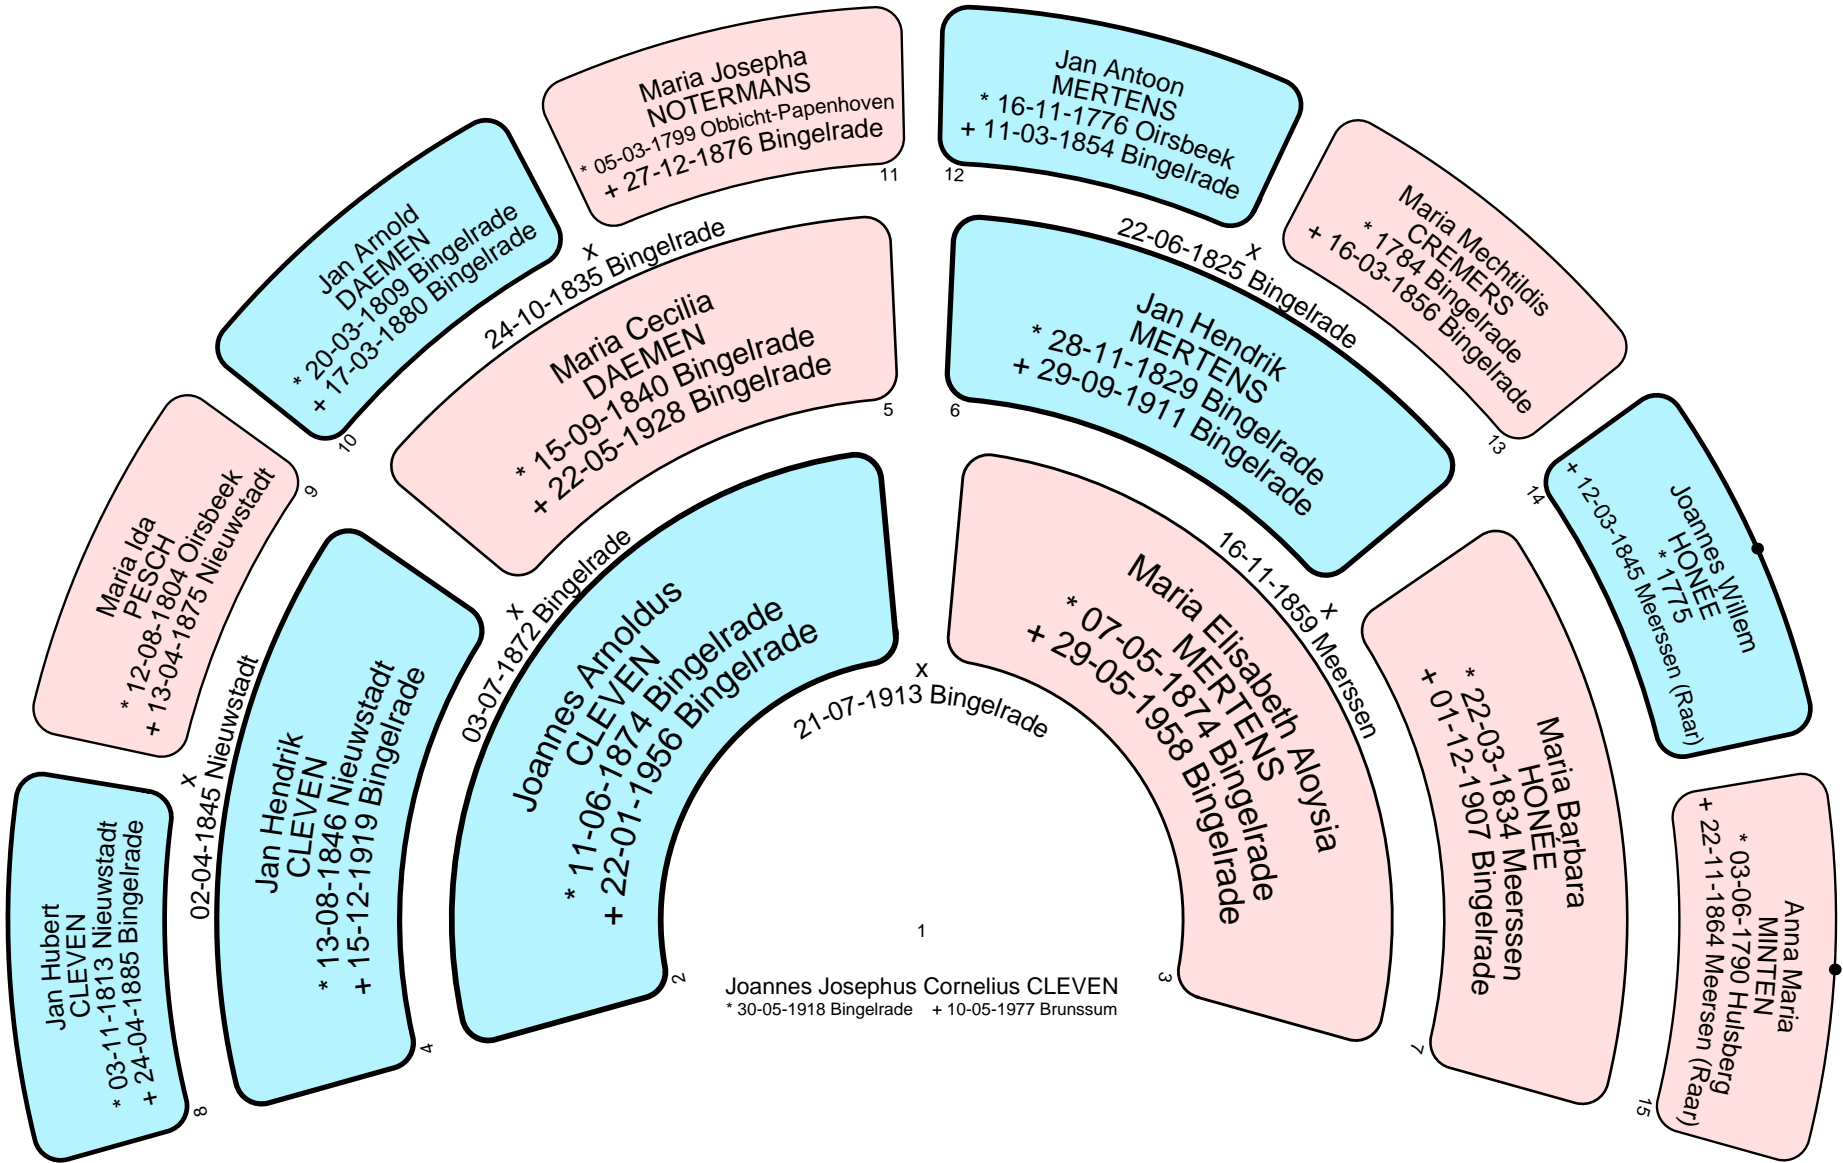 1
Joannes Josephus Cornelius CLEVEN
* 30-05-1918 Bingelrade + 10-05-1977 Brunssum
2
Joannes Arnoldus
CLEVEN
* 11-06-1874 Bingelrade
+ 22-01-1956 Bingelrade
x
21-07-1913 Bingelrade
3
Maria Elisabeth Aloysia
MERTENS
* 07-05-1874 Bingelrade
+ 29-05-1958 Bingelrade
4
Jan Hendrik
CLEVEN
* 13-08-1846 Nieuwstadt
+ 15-12-1919 Bingelrade
x
03-07-1872 Bingelrade
5
Maria Cecilia
DAEMEN
* 15-09-1840 Bingelrade
+ 22-05-1928 Bingelrade
6
Jan Hendrik
MERTENS
* 28-11-1829 Bingelrade
+ 29-09-1911 Bingelrade
x
16-11-1859 Meerssen
7
Maria Barbara
HONÉE
* 22-03-1834 Meerssen
+ 01-12-1907 Bingelrade
8
Jan Hubert
CLEVEN
* 03-11-1813 Nieuwstadt
+ 24-04-1885 Bingelrade
x
02-04-1845 Nieuwstadt
9
Maria Ida
PESCH
* 12-08-1804 Oirsbeek
+ 13-04-1875 Nieuwstadt
10
Jan Arnold
DAEMEN
* 20-03-1809 Bingelrade
+ 17-03-1880 Bingelrade
x
24-10-1835 Bingelrade
11
Maria Josepha
NOTERMANS
* 05-03-1799 Obbicht-Papenhoven
+ 27-12-1876 Bingelrade
12
Jan Antoon
MERTENS
* 16-11-1776 Oirsbeek
+ 11-03-1854 Bingelrade
x
22-06-1825 Bingelrade
13
Maria Mechtildis
CREMERS
* 1784 Bingelrade
+ 16-03-1856 Bingelrade
14
Joannes Willem
HONÉE
* 1775
+ 12-03-1845 Meerssen (Raar)
15
Anna Maria
MINTEN
* 03-06-1790 Hulsberg
+ 22-11-1864 Meersen (Raar)